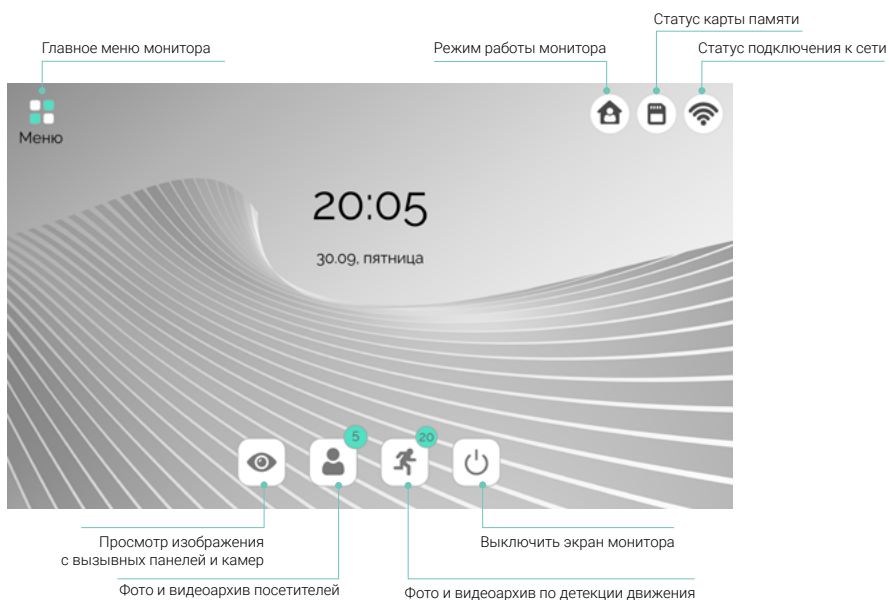 Статус карты памяти
Главное меню монитора
Режим работы монитора
Статус подключения к сети
Меню
20:05
30.09, пятница
5
20
Просмотр изображения
с вызывных панелей и камер
Выключить экран монитора
Фото и видеоархив посетителей
Фото и видеоархив по детекции движения